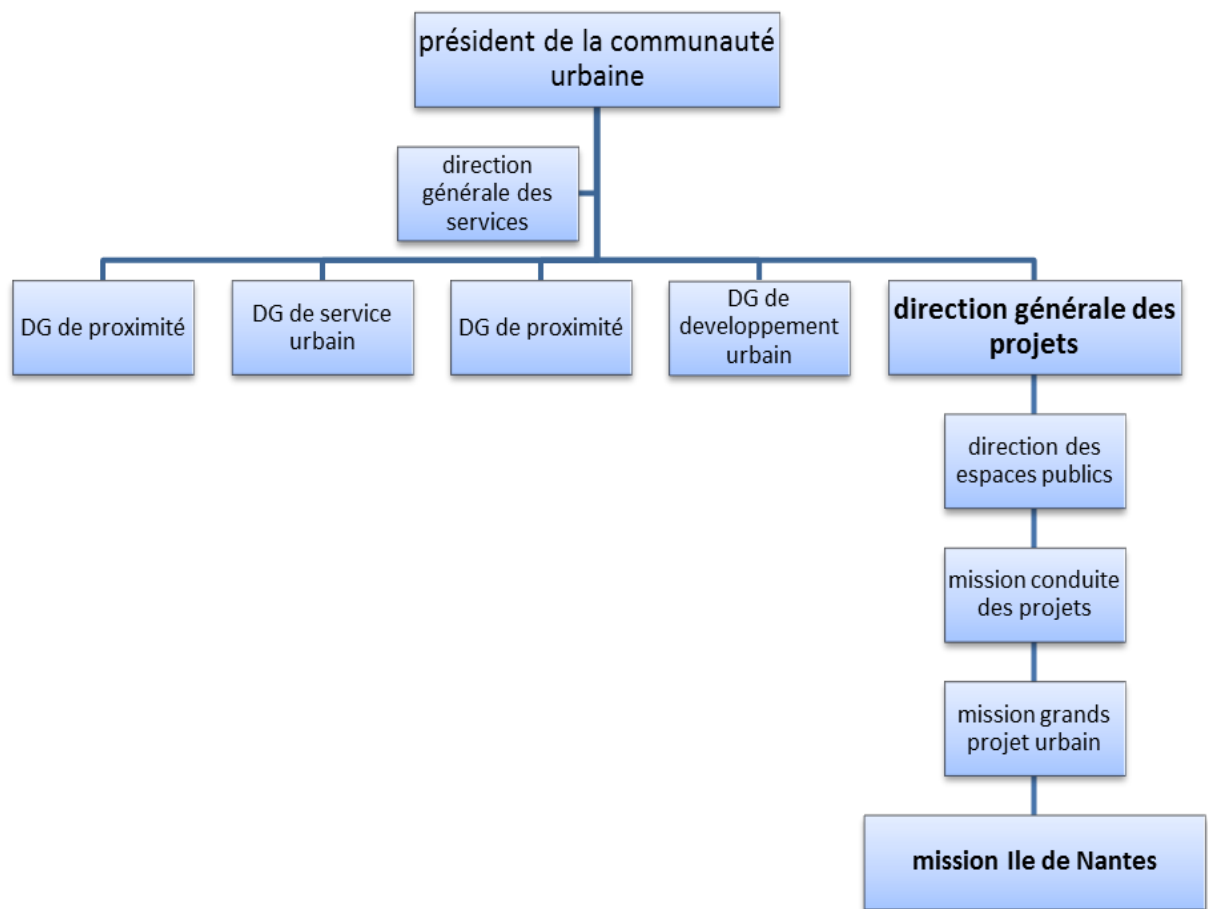 président de la communauté
urbaine
direction
générale des
services
DG de proximité
DG de service
urbain
DG de proximité
DG de
developpement
urbain
direction générale des
projets
direction des
espaces publics
mission conduite
des projets
mission grands
projet urbain
mission Ile de Nantes